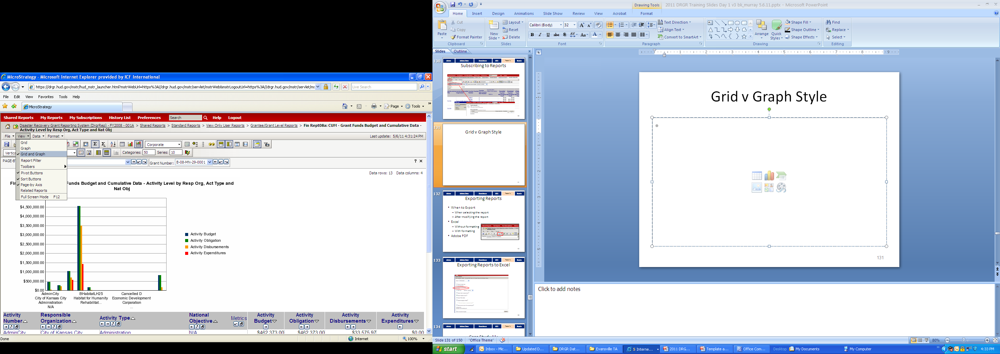 MicroStrategy - Microsoft Internet Explorer provided by ICF International
https://drgr.hud.gov/mstr/hud_mstr_launcher.html?mstrWebUrl=https%3A//drgr.hud.gov/mstr/servlet/mstrWeb&mstrLogoutUrl=https%3A//drgr.hud.gov/mstr/servlet/m
Live Search
File Edit View Favorites Tools Help
MicroStrategy
Page Tools
Shared Reports My Reports My Subscriptions History List Preferences Search Help Logout
Disaster Recovery Grant Reporting System (DrgrRep) - FY2008 - 001A > Shared Reports > Standard Reports > View Only User Reports > Grantee/Grant Level Reports > Fin Rept08a: CUM - Grant Funds Budget and Cumulative Data -
Activity Level by Resp Org, Act Type and Nat Obj
File View Data Format Last update: 5/6/11 4:31:24 PM
Grid
Graph
Grid and Graph
Report Filter
Toolbars
Pivot Buttons
Sort Buttons
Page-by Axis
Related Reports
Full Screen Mode F12
Corporate
Vertic
Categories: 50 Series: 10
PAGE-B
Grant Number: B-08-MN-29-0001
Data rows: 13 Data columns: 4
Fin
Funds Budget and Cumulative Data - Activity Level by Resp Org, Act Type and
Nat Obj
$4,500,000.00
$4,000,000.00
$3,500,000.00
$3,000,000.00
$2,500,000.00
$2,000,000.00
$1,500,000.00
$1,000,000.00
$500,000.00
$0.00
Activity Budget
Activity Obligation
Activity Disbursements
Activity Expenditures
AdminCity
City of Kansas City
Administration
N/A
BHabitatLH25
Habitat for Humanity
Rehabilitat...
Cancelled D
Economic Development
Corporation
...
Activity Number
Responsible Organization
Activity Type
National Objective
Metrics
Activity Budget
Activity Obligation
Activity Disbursements
Activity Expenditures
AdminCity City of Kansas City Administration N/A $462,373.00 $462,373.00 $33,575.97 $0.00
Done Internet 100%
Drawing Tools 2011 DRGR Training Slides Day 1 v3 bk_murray 5.6.11.pptx - Microsoft PowerPoint
Home Insert Design Animations Slide Show Review View Acrobat Format
Paste
Cut
Copy
Format Painter
Clipboard
New Slide
Layout
Reset
Delete
Slides
Calibri (Body) 32
Font
Text Direction
Align Text
Convert to SmartArt
Paragraph
Arrange
Quick Styles
Shape Fill
Shape Outline
Shape Effects
Drawing
Find
Replace
Select
Editing
Slides Outline
130
Subscribing to Reports
131
Grid v Graph Style
132
Exporting Reports
• When to Export
– When selecting the report
– After modifying the report
• Excel
– Without formatting
– With formatting
• Adobe PDF
133
Exporting Reports to Excel
134
1 2 3 4 5 6 7 8 9
Grid v Graph Style
131
Click to add notes
Slide 131 of 150 "Office Theme" 80%
start Inbox - Mic... Updated D... DRGR Dat... Evansville TA 5 Interne... 2011 DRG... Template a... Office Com... Desktop My Documents My Computer 4:33 PM